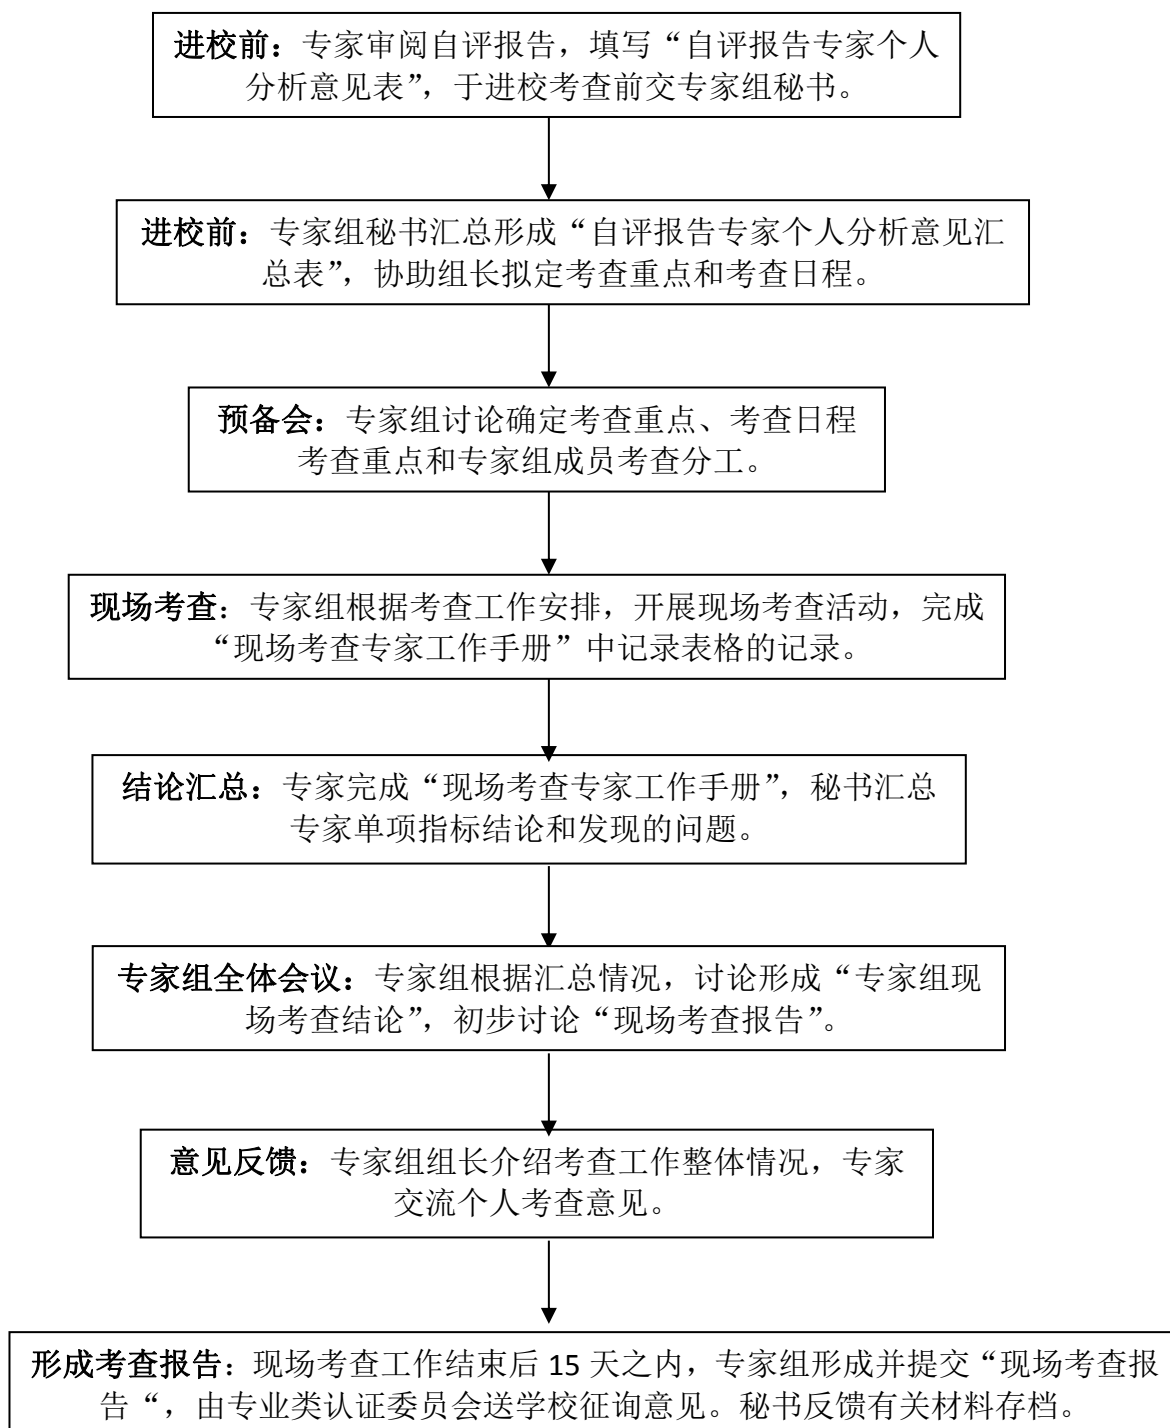 进校前：专家审阅自评报告，填写“自评报告专家个人
分析意见表”，于进校考查前交专家组秘书。
进校前：专家组秘书汇总形成“自评报告专家个人分析意见汇
总表”，协助组长拟定考查重点和考查日程。
预备会：专家组讨论确定考查重点、考查日程
考查重点和专家组成员考查分工。
现场考查：专家组根据考查工作安排，开展现场考查活动，完成
“现场考查专家工作手册”中记录表格的记录。
结论汇总：专家完成“现场考查专家工作手册”，秘书汇总
专家单项指标结论和发现的问题。
专家组全体会议：专家组根据汇总情况，讨论形成“专家组现
场考查结论”，初步讨论“现场考查报告”。
意见反馈：专家组组长介绍考查工作整体情况，专家
交流个人考查意见。
形成考查报告：现场考查工作结束后 15 天之内，专家组形成并提交“现场考查报
告“，由专业类认证委员会送学校征询意见。秘书反馈有关材料存档。